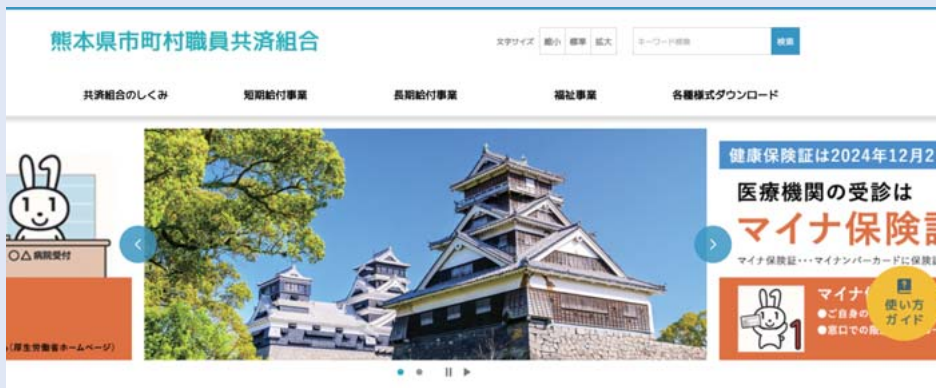 熊本県市町村職員共済組合
文字サイズ 縮小 標準 拡大 キーワード検索 検索
共済組合のしくみ 短期給付事業 長期給付事業 福祉事業 各種様式ダウンロード
健康保険証は2024年12月2
医療機関の受診は
マイナ保険証
マイナ保険証・・・マイナンバーカードに保険証
○△病院受付
マイナ
●ご自身の
●窓口での限
使い方
ガイド
(厚生労働省ホームページ)